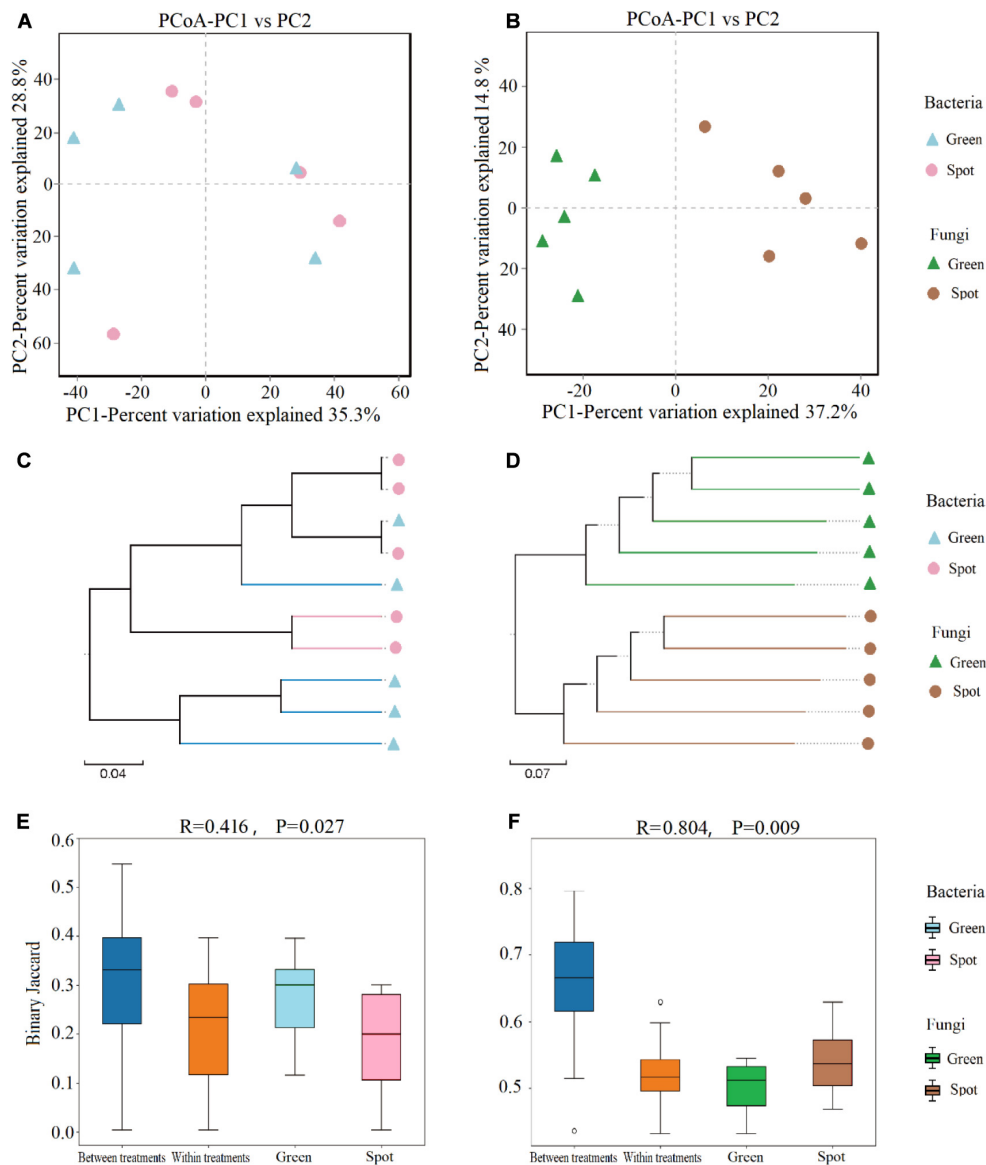 A
PCoA-PC1 vs PC2
PC2-Percent variation explained 28.8%
40
20
0
20
40
60
-40
-20
0
20
40
60
PC1-Percent variation explained 35.3%
B
PCoA-PC1 vs PC2
PC2-Percent variation explained 14.8%
40
20
0
20
40
-20
0
20
40
PC1-Percent variation explained 37.2%
Bacteria
Green
Spot
Fungi
Green
Spot
C
0.04
D
0.07
Bacteria
Green
Spot
Fungi
Green
Spot
E
R=0.416 , P=0.027
Binary Jaccard
0.6
0.5
0.4
0.3
0.2
0.1
0.0
Between treatments
Within treatments
Green
Spot
F
R=0.804, P=0.009
0.8
0.7
0.6
0.5
Between treatments
Within treatments
Green
Spot
Bacteria
Green
Spot
Fungi
Green
Spot